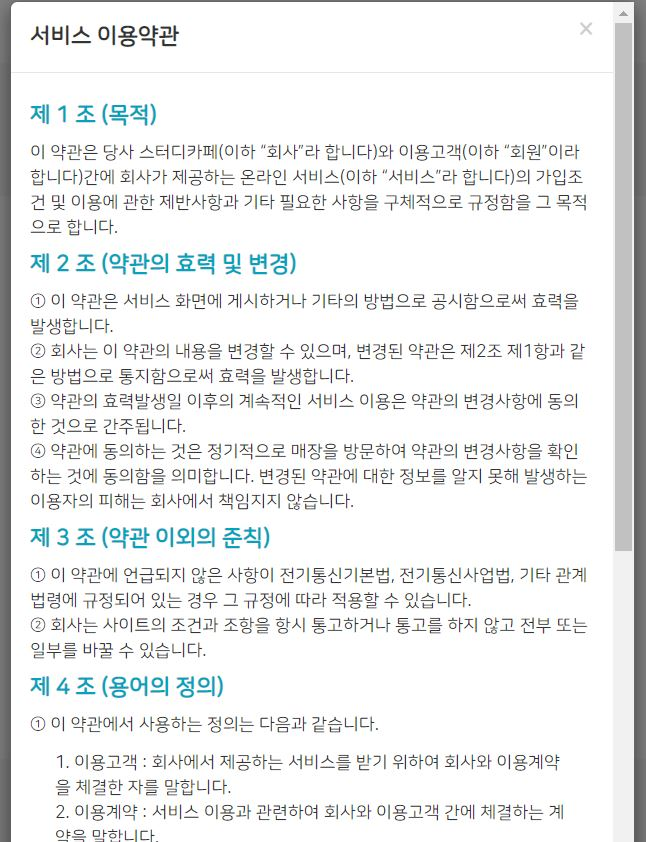 서비스 이용약관
×
제 1 조 (목적)
이 약관은 당사 스터디카페(이하 “회사”라 합니다)와 이용고객(이하 “회원”이라
합니다)간에 회사가 제공하는 온라인 서비스(이하 “서비스”라 합니다)의 가입조
건 및 이용에 관한 제반사항과 기타 필요한 사항을 구체적으로 규정함을 그 목적
으로 합니다.
제 2 조 (약관의 효력 및 변경)
① 이 약관은 서비스 화면에 게시하거나 기타의 방법으로 공시함으로써 효력을
발생합니다.
② 회사는 이 약관의 내용을 변경할 수 있으며, 변경된 약관은 제2조 제1항과 같
은 방법으로 통지함으로써 효력을 발생합니다.
③ 약관의 효력발생일 이후의 계속적인 서비스 이용은 약관의 변경사항에 동의
한 것으로 간주됩니다.
④ 약관에 동의하는 것은 정기적으로 매장을 방문하여 약관의 변경사항을 확인
하는 것에 동의함을 의미합니다. 변경된 약관에 대한 정보를 알지 못해 발생하는
이용자의 피해는 회사에서 책임지지 않습니다.
제 3 조 (약관 이외의 준칙)
① 이 약관에 언급되지 않은 사항이 전기통신기본법, 전기통신사업법, 기타 관계
법령에 규정되어 있는 경우 그 규정에 따라 적용할 수 있습니다.
② 회사는 사이트의 조건과 조항을 항시 통고하거나 통고를 하지 않고 전부 또는
일부를 바꿀 수 있습니다.
제 4 조 (용어의 정의)
① 이 약관에서 사용하는 정의는 다음과 같습니다.
1. 이용고객 : 회사에서 제공하는 서비스를 받기 위하여 회사와 이용계약
을 체결한 자를 말합니다.
2. 이용계약 : 서비스 이용과 관련하여 회사와 이용고객 간에 체결하는 계
약을 말합니다.